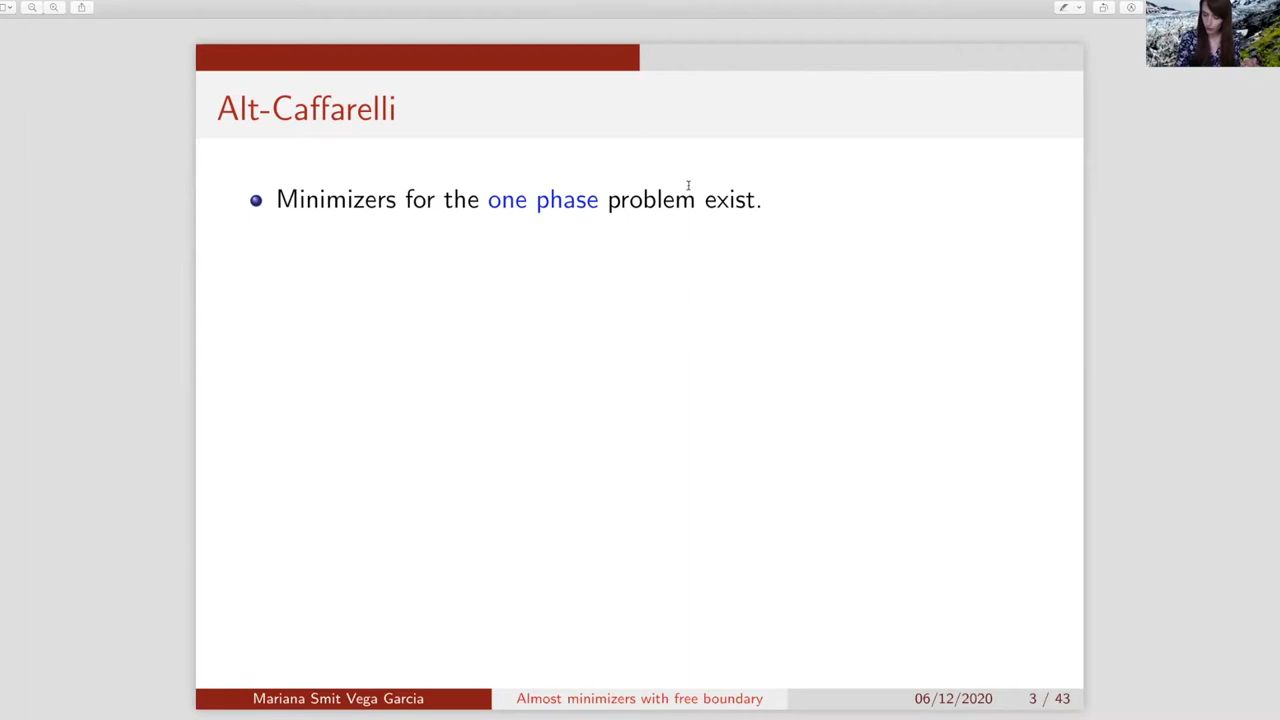 Alt-Caffarelli
Minimizers for the one phase problem exist.
Mariana Smit Vega Garcia
Almost minimizers with free boundary
06/12/2020
3 / 43